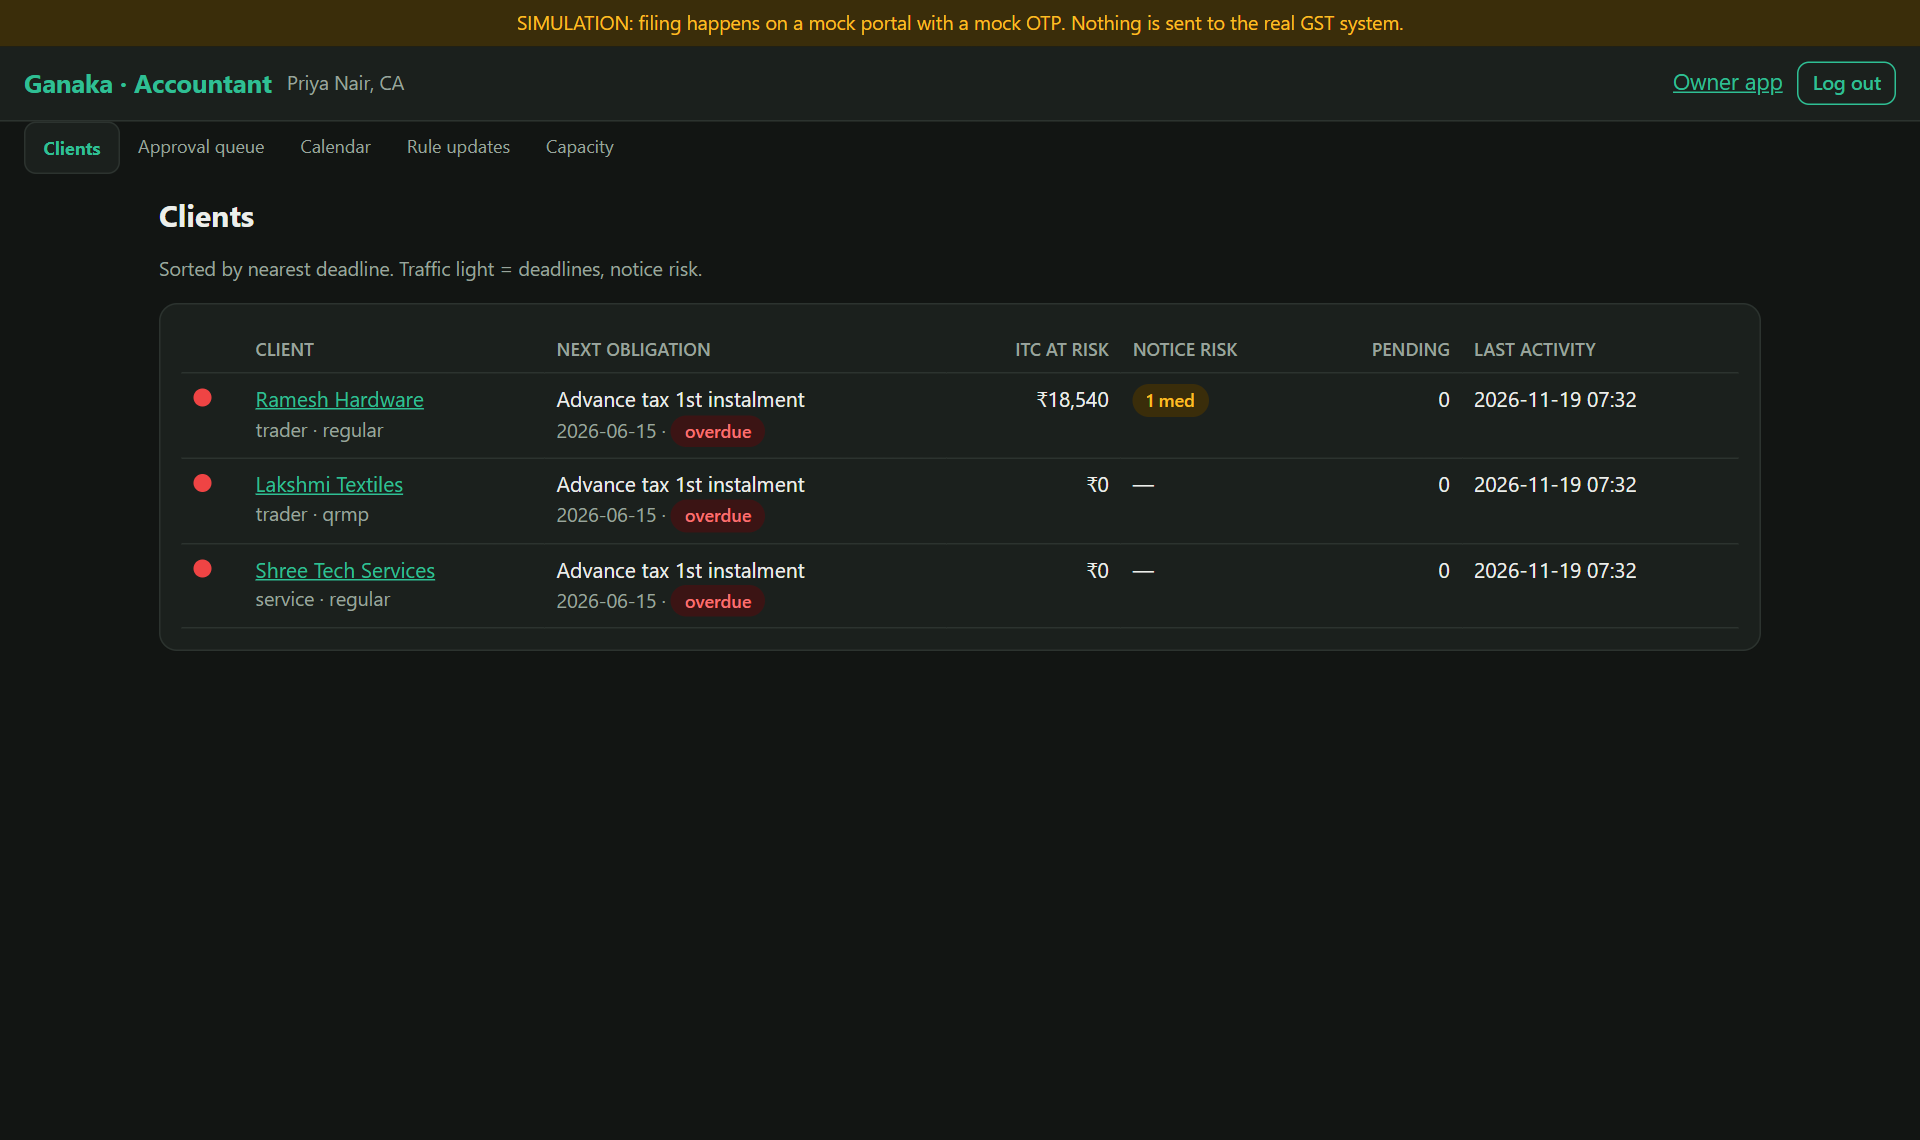 SIMULATION: filing happens on a mock portal with a mock OTP. Nothing is sent to the real GST system.
Ganaka · Accountant Priya Nair, CA Owner app Log out
Clients Approval queue Calendar Rule updates Capacity
Clients
Sorted by nearest deadline. Traffic light = deadlines, notice risk.
CLIENT NEXT OBLIGATION ITC AT RISK NOTICE RISK PENDING LAST ACTIVITY
Ramesh Hardware Advance tax 1st instalment ₹18,540 1 med 0 2026-11-19 07:32
trader · regular 2026-06-15 · overdue
Lakshmi Textiles Advance tax 1st instalment ₹0 — 0 2026-11-19 07:32
trader · qrmp 2026-06-15 · overdue
Shree Tech Services Advance tax 1st instalment ₹0 — 0 2026-11-19 07:32
service · regular 2026-06-15 · overdue